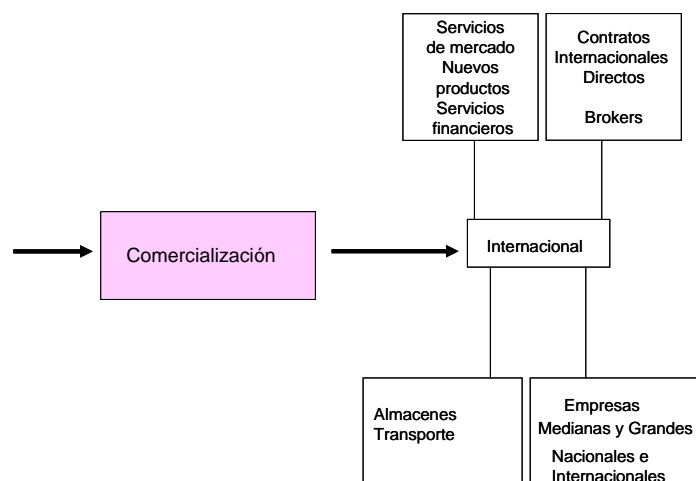 Servicios
de mercado
Nuevos
productos
Servicios
financieros
Contratos
Internacionales
Directos
Brokers
Comercialización
Internacional
Almacenes
Transporte
Empresas
Medianas y Grandes
Nacionales e
Internacionales